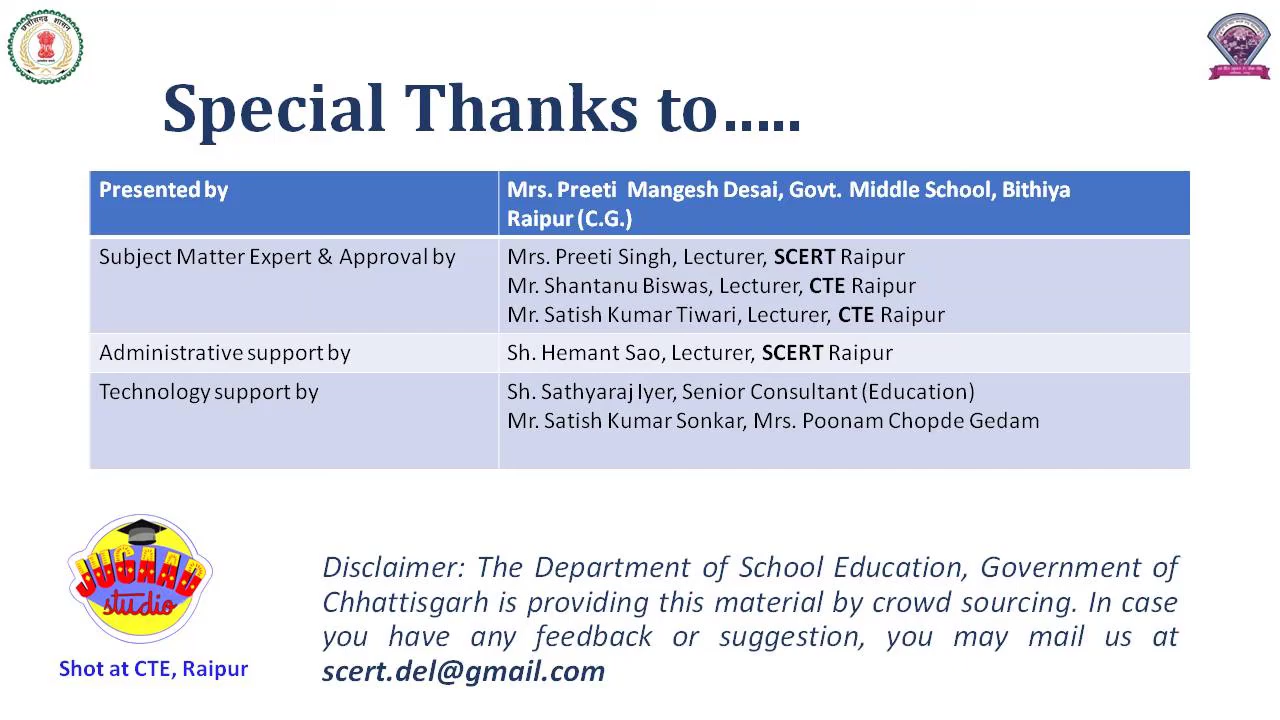 छत्तीसगढ़ शासन
Special Thanks to.....
Presented by
Mrs. Preeti Mangesh Desai, Govt. Middle School, Bithiya
Raipur (C.G.)
Subject Matter Expert & Approval by
Mrs. Preeti Singh, Lecturer, SCERT Raipur
Mr. Shantanu Biswas, Lecturer, CTE Raipur
Mr. Satish Kumar Tiwari, Lecturer, CTE Raipur
Administrative support by
Sh. Hemant Sao, Lecturer, SCERT Raipur
Technology support by
Sh. Sathyaraj Iyer, Senior Consultant (Education)
Mr. Satish Kumar Sonkar, Mrs. Poonam Chopde Gedam
JUGAAD
studio
Shot at CTE, Raipur
Disclaimer: The Department of School Education, Government of
Chhattisgarh is providing this material by crowd sourcing. In case
you have any feedback or suggestion, you may mail us at
scert.del@gmail.com